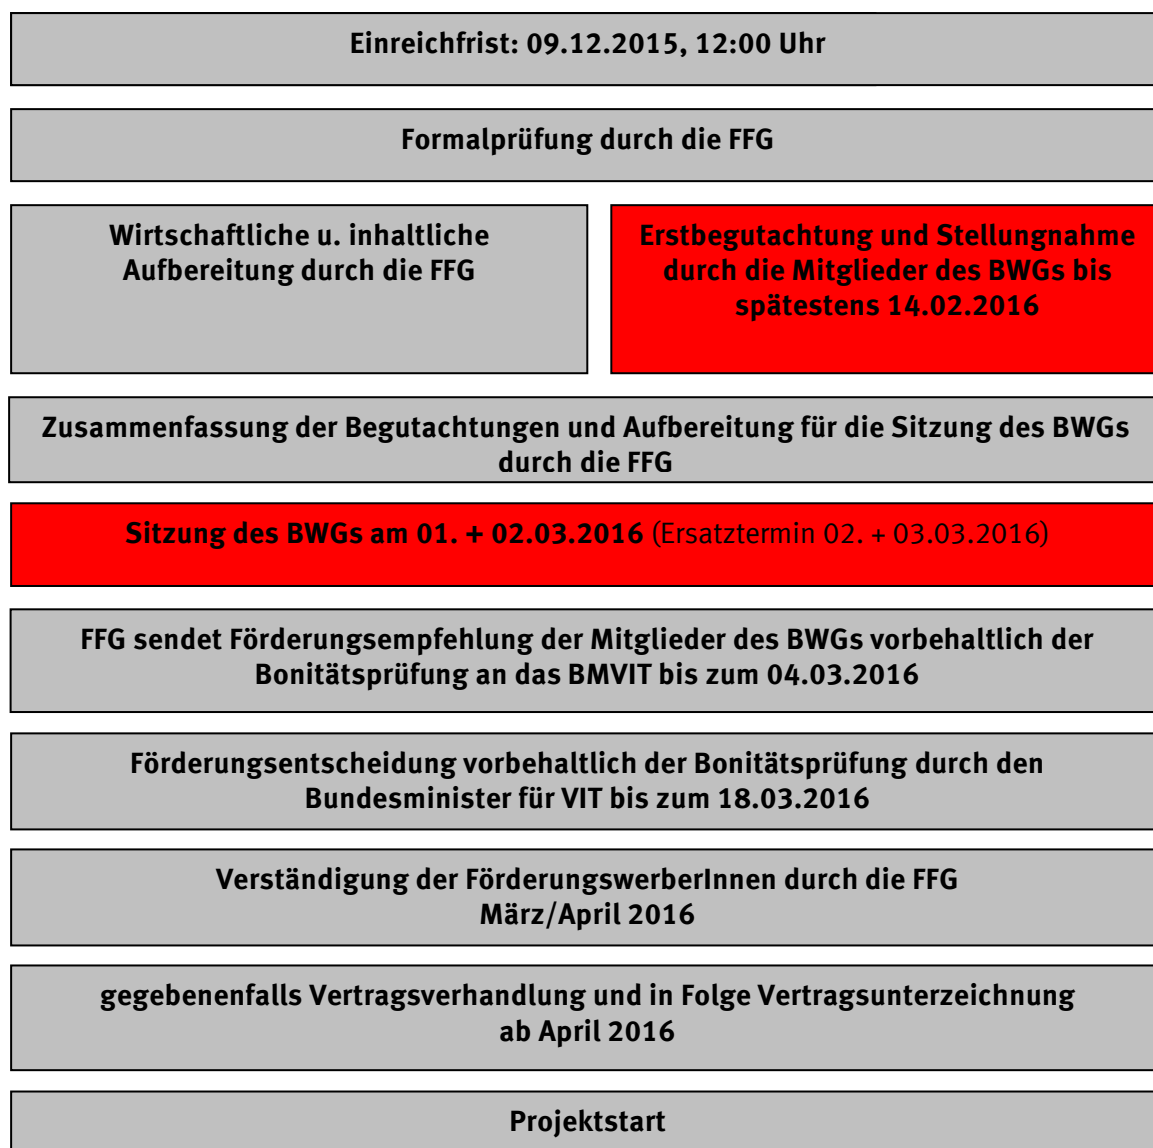 Einreichfrist: 09.12.2015, 12:00 Uhr
Formalprüfung durch die FFG
Wirtschaftliche u. inhaltliche
Aufbereitung durch die FFG
Erstbegutachtung und Stellungnahme
durch die Mitglieder des BWGs bis
spätestens 14.02.2016
Zusammenfassung der Begutachtungen und Aufbereitung für die Sitzung des BWGs
durch die FFG
Sitzung des BWGs am 01. + 02.03.2016 (Ersatztermin 02. + 03.03.2016)
FFG sendet Förderungsempfehlung der Mitglieder des BWGs vorbehaltlich der
Bonitätsprüfung an das BMVIT bis zum 04.03.2016
Förderungsentscheidung vorbehaltlich der Bonitätsprüfung durch den
Bundesminister für VIT bis zum 18.03.2016
Verständigung der FörderungswerberInnen durch die FFG
März/April 2016
gegebenenfalls Vertragsverhandlung und in Folge Vertragsunterzeichnung
ab April 2016
Projektstart